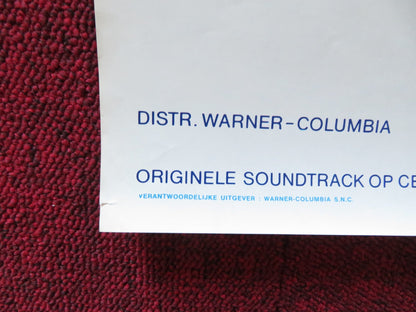 DISTR. WARNER-COLUMBIA
ORIGINELE SOUNDTRACK OP CE
VERANTWOORDELIJKE UITGEVER : WARNER-COLUMBIA S.N.C.